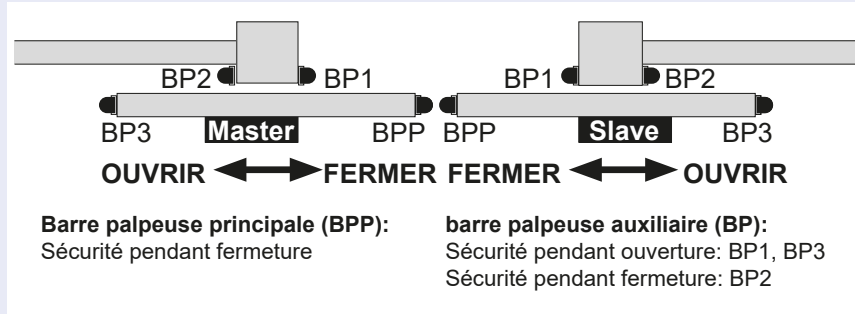 BP2 BP1 BP1 BP2
BP3 Master BPP BPP Slave BP3
OUVRIR FERMER FERMER OUVRIR
Barre palpeuse principale (BPP):
Sécurité pendant fermeture
barre palpeuse auxiliaire (BP):
Sécurité pendant ouverture: BP1, BP3
Sécurité pendant fermeture: BP2